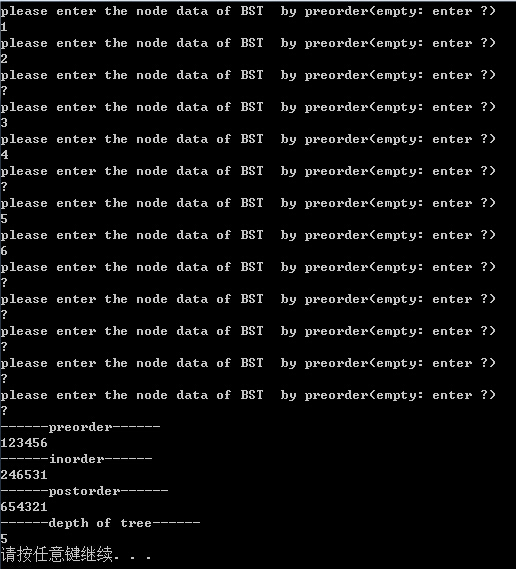 please enter the node data of BST  by preorder(empty: enter ?)
1
please enter the node data of BST  by preorder(empty: enter ?)
2
please enter the node data of BST  by preorder(empty: enter ?)
?
please enter the node data of BST  by preorder(empty: enter ?)
3
please enter the node data of BST  by preorder(empty: enter ?)
4
please enter the node data of BST  by preorder(empty: enter ?)
?
please enter the node data of BST  by preorder(empty: enter ?)
5
please enter the node data of BST  by preorder(empty: enter ?)
6
please enter the node data of BST  by preorder(empty: enter ?)
?
please enter the node data of BST  by preorder(empty: enter ?)
?
please enter the node data of BST  by preorder(empty: enter ?)
?
please enter the node data of BST  by preorder(empty: enter ?)
?
please enter the node data of BST  by preorder(empty: enter ?)
?
------preorder------
123456
------inorder------
246531
------postorder------
654321
------depth of tree------
5
请按任意键继续. . .